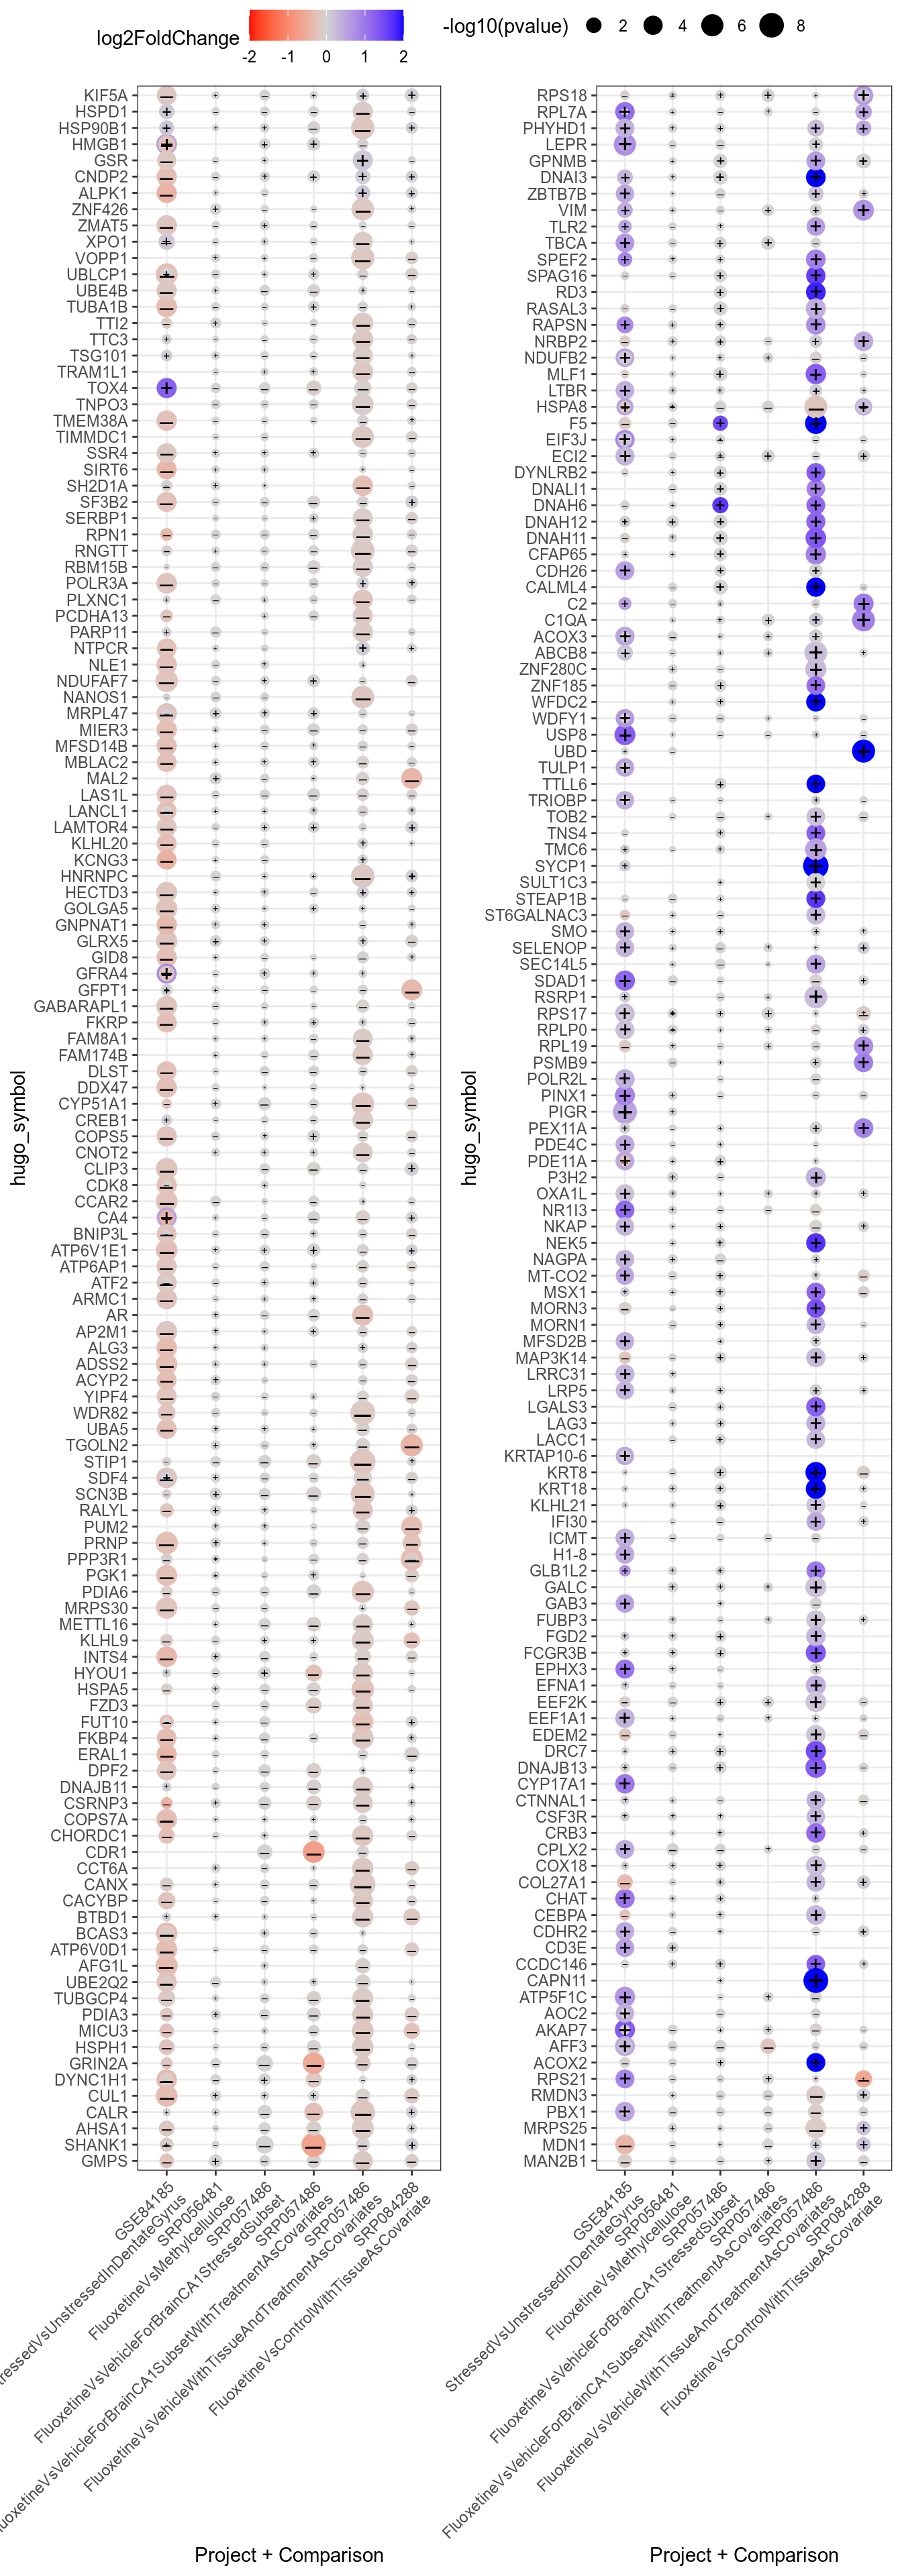 log2FoldChange
-2 -1 0 1 2
-log10(pvalue) 2 4 6 8
hugo_symbol
KIF5A
HSPD1
HSP90B1
HMGB1
GSR
CNDP2
ALPK1
ZNF426
ZMAT5
XPO1
VOPP1
UBLCP1
UBE4B
TUBA1B
TTI2
TTC3
TSG101
TRAM1L1
TOX4
TNPO3
TMEM38A
TIMMDC1
SSR4
SIRT6
SH2D1A
SF3B2
SERBP1
RPN1
RNGTT
RBM15B
POLR3A
PLXNC1
PCDHA13
PARP11
NTPCR
NLE1
NDUFAF7
NANOS1
MRPL47
MIER3
MFSD14B
MBLAC2
MAL2
LAS1L
LANCL1
LAMTOR4
KLHL20
KCNG3
HNRNPC
HECTD3
GOLGA5
GNPNAT1
GLRX5
GID8
GFRA4
GFPT1
GABARAPL1
FKRP
FAM8A1
FAM174B
DLST
DDX47
CYP51A1
CREB1
COPS5
CNOT2
CLIP3
CDK8
CCAR2
CA4
BNIP3L
ATP6V1E1
ATP6AP1
ATF2
ARMC1
AR
AP2M1
ALG3
ADSS2
ACYP2
YIPF4
WDR82
UBA5
TGOLN2
STIP1
SDF4
SCN3B
RALYL
PUM2
PRNP
PPP3R1
PGK1
PDIA6
MRPS30
METTL16
KLHL9
INTS4
HYOU1
HSPA5
FZD3
FUT10
FKBP4
ERAL1
DPF2
DNAJB11
CSRNP3
COPS7A
CHORDC1
CDR1
CCT6A
CANX
CACYBP
BTBD1
BCAS3
ATP6V0D1
AFG1L
UBE2Q2
TUBGCP4
PDIA3
MICU3
HSPH1
GRIN2A
DYNC1H1
CUL1
CALR
AHSA1
SHANK1
GMPS
GSE84185
ressedVsUnstressedInDentateGyrus
SRP056481
FluoxetineVsMethylcellulose
SRP057486
FluoxetineVsVehicleForBrainCA1StressedSubset
SRP057486
uoxetineVsVehicleForBrainCA1SubsetWithTreatmentAsCovariates
SRP057486
FluoxetineVsVehicleWithTissueAndTreatmentAsCovariates
SRP084288
FluoxetineVsControlWithTissueAsCovariate
Project + Comparison
hugo_symbol
RPS18
RPL7A
PHYHD1
LEPR
GPNMB
DNAI3
ZBTB7B
VIM
TLR2
TBCA
SPEF2
SPAG16
RD3
RASAL3
RAPSN
NRBP2
NDUFB2
MLF1
LTBR
HSPA8
F5
EIF3J
ECI2
DYNLRB2
DNALI1
DNAH6
DNAH12
DNAH11
CFAP65
CDH26
CALML4
C2
C1QA
ACOX3
ABCB8
ZNF280C
ZNF185
WFDC2
WDFY1
USP8
UBD
TULP1
TTLL6
TRIOBP
TOB2
TNS4
TMC6
SYCP1
SULT1C3
STEAP1B
ST6GALNAC3
SMO
SELENOP
SEC14L5
SDAD1
RSRP1
RPS17
RPLP0
RPL19
PSMB9
POLR2L
PINX1
PIGR
PEX11A
PDE4C
PDE11A
P3H2
OXA1L
NR1I3
NKAP
NEK5
NAGPA
MT-CO2
MSX1
MORN3
MORN1
MFSD2B
MAP3K14
LRRC31
LRP5
LGALS3
LAG3
LACC1
KRTAP10-6
KRT8
KRT18
KLHL21
IFI30
ICMT
H1-8
GLB1L2
GALC
GAB3
FUBP3
FGD2
FCGR3B
EPHX3
EFNA1
EEF2K
EEF1A1
EDEM2
DRC7
DNAJB13
CYP17A1
CTNNAL1
CSF3R
CRB3
CPLX2
COX18
COL27A1
CHAT
CEBPA
CDHR2
CD3E
CCDC146
CAPN11
ATP5F1C
AOC2
AKAP7
AFF3
ACOX2
RPS21
RMDN3
PBX1
MRPS25
MDN1
MAN2B1
GSE84185
StressedVsUnstressedInDentateGyrus
SRP056481
FluoxetineVsMethylcellulose
SRP057486
FluoxetineVsVehicleForBrainCA1StressedSubset
SRP057486
FluoxetineVsVehicleForBrainCA1SubsetWithTreatmentAsCovariates
SRP057486
FluoxetineVsVehicleWithTissueAndTreatmentAsCovariates
SRP084288
FluoxetineVsControlWithTissueAsCovariate
Project + Comparison